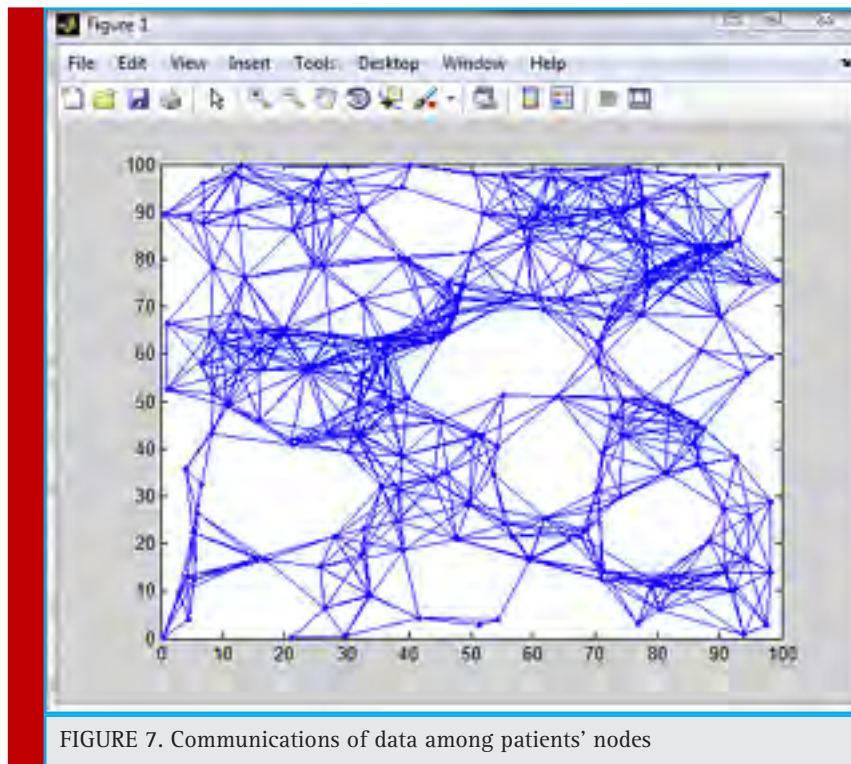 Figure 1
File Edit View Insert Tools Desktop Window Help
100
90
80
70
60
50
40
30
20
10
0
0 10 20 30 40 50 60 70 80 90 100
FIGURE 7. Communications of data among patients’ nodes